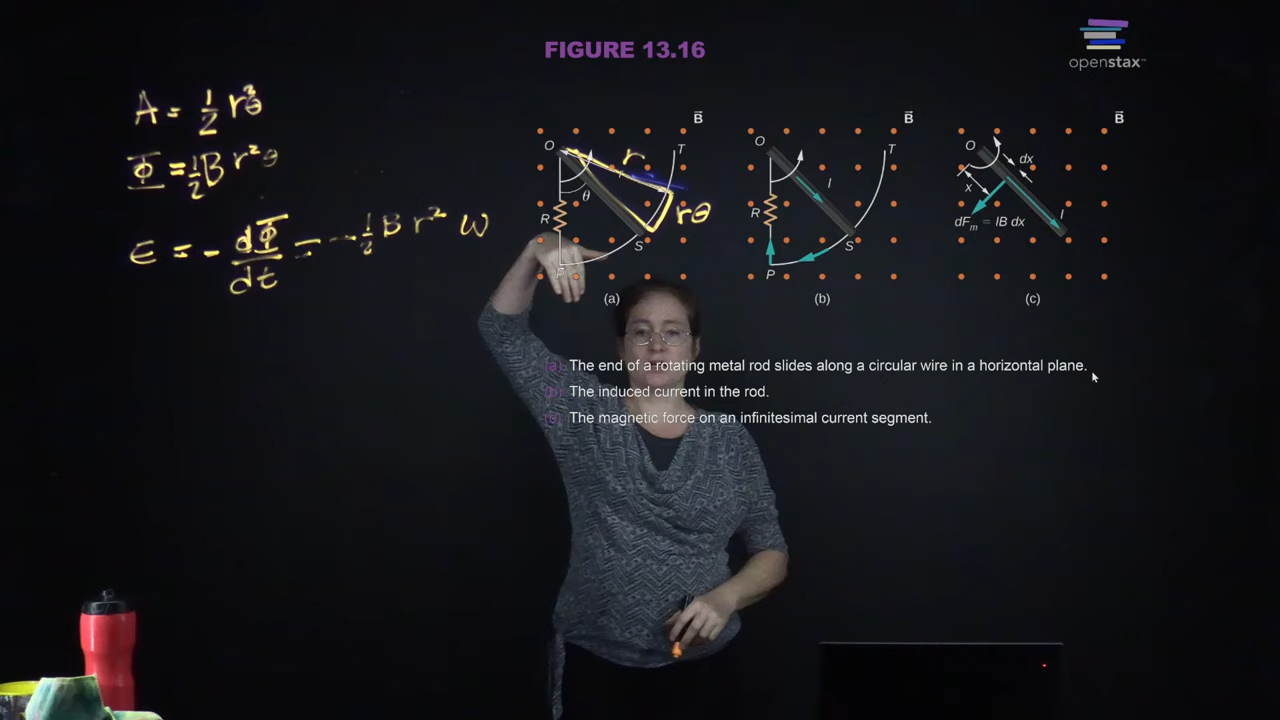 FIGURE 13.16
openstax™
A = 1/2 r²θ
Φ = 1/2 B r²θ
ε = - dΦ/dt = - 1/2 B r² ω
B⃗
O
r
r
T
θ
R
rθ
S
P
(a)
B⃗
O
T
I
R
S
P
(b)
B⃗
O
dx
x
dFₘ = IB dx
I
(c)
(a) The end of a rotating metal rod slides along a circular wire in a horizontal plane.
(b) The induced current in the rod.
(c) The magnetic force on an infinitesimal current segment.